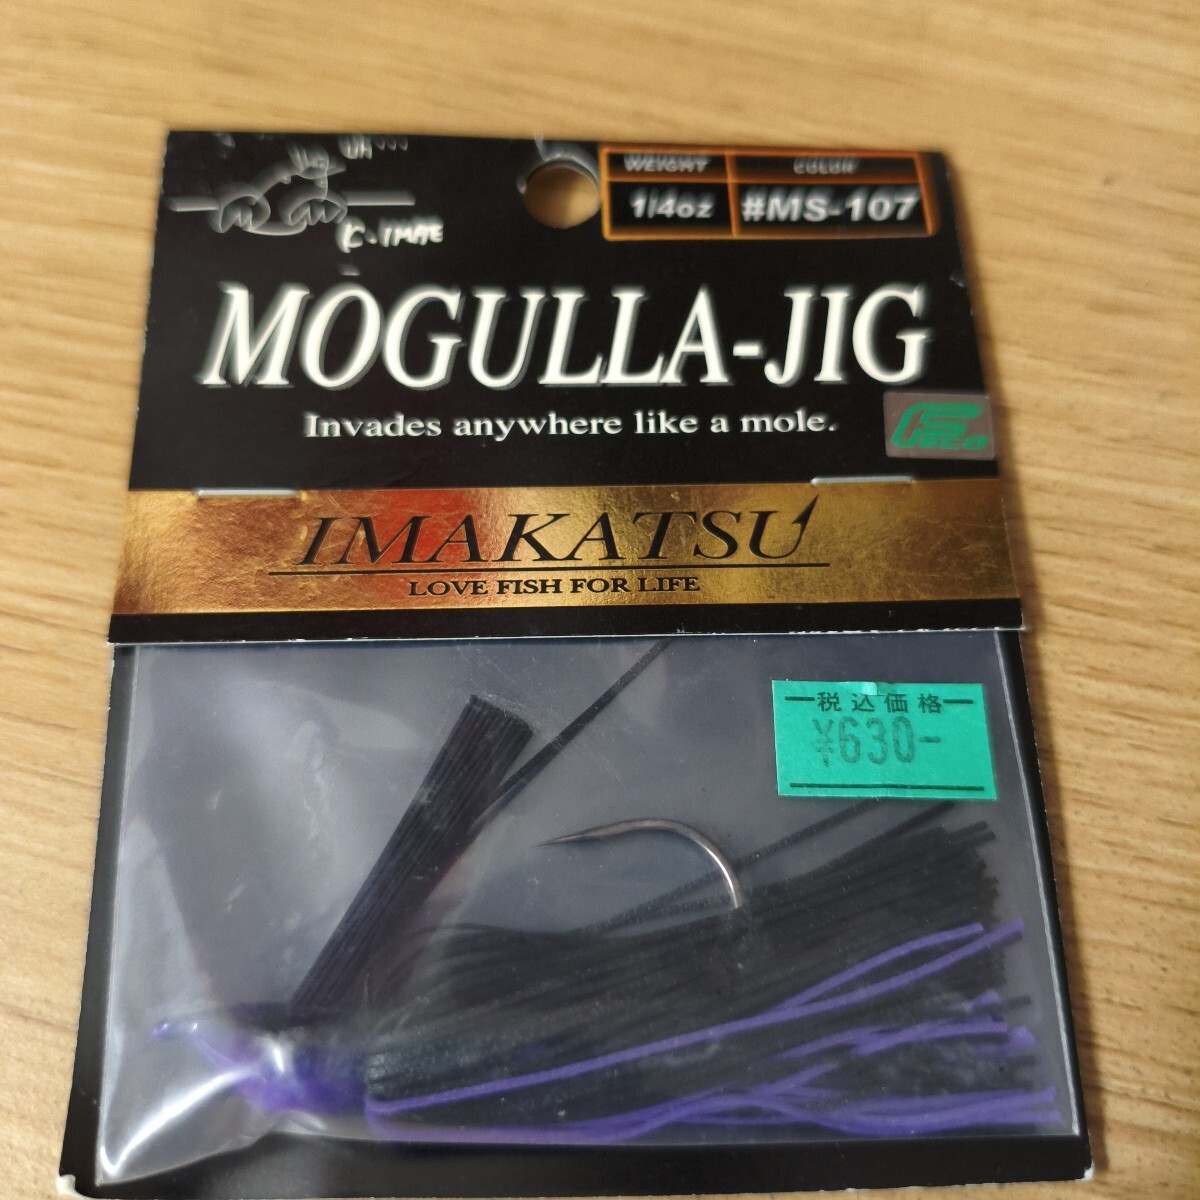 WEIGHT COLOR
1/4oz #MS-107
MOGULLA-JIG
Invades anywhere like a mole.
Feco
IMAKATSU
LOVE FISH FOR LIFE
税込価格
¥630-